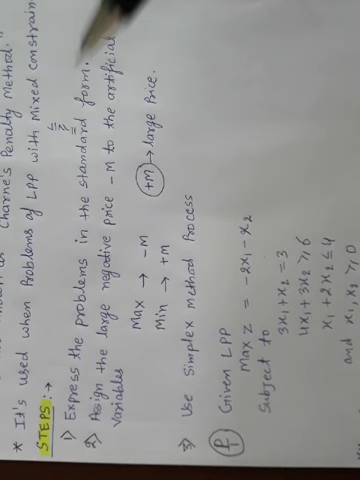 Charne's Penalty Method."
* It's used when Problems of LPP with Mixed Constrain
STEPS :→
1) Express the problems in the standard form.
2) Assign the large negative price -M to the artificial
Variables
Max → -M
Min → +M
+M → large Price.
3) Use Simplex Method Process
P) Given LPP
Max Z = -2x₁ - x₂
Subject to
3x₁ + x₂ = 3
4x₁ + 3x₂ ≥ 6
x₁ + 2x₂ ≤ 4
and x₁, x₂ ≥ 0